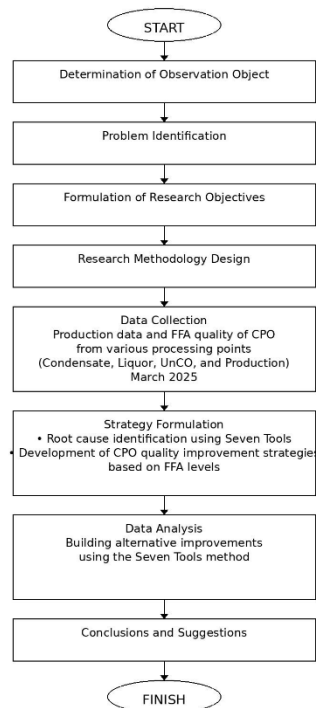 START
Determination of Observation Object
Problem Identification
Formulation of Research Objectives
Research Methodology Design
Data Collection
Production data and FFA quality of CPO
from various processing points
(Condensate, Liquor, UnCO, and Production)
March 2025
Strategy Formulation
• Root cause identification using Seven Tools
• Development of CPO quality improvement strategies
based on FFA levels
Data Analysis
Building alternative improvements
using the Seven Tools method
Conclusions and Suggestions
FINISH